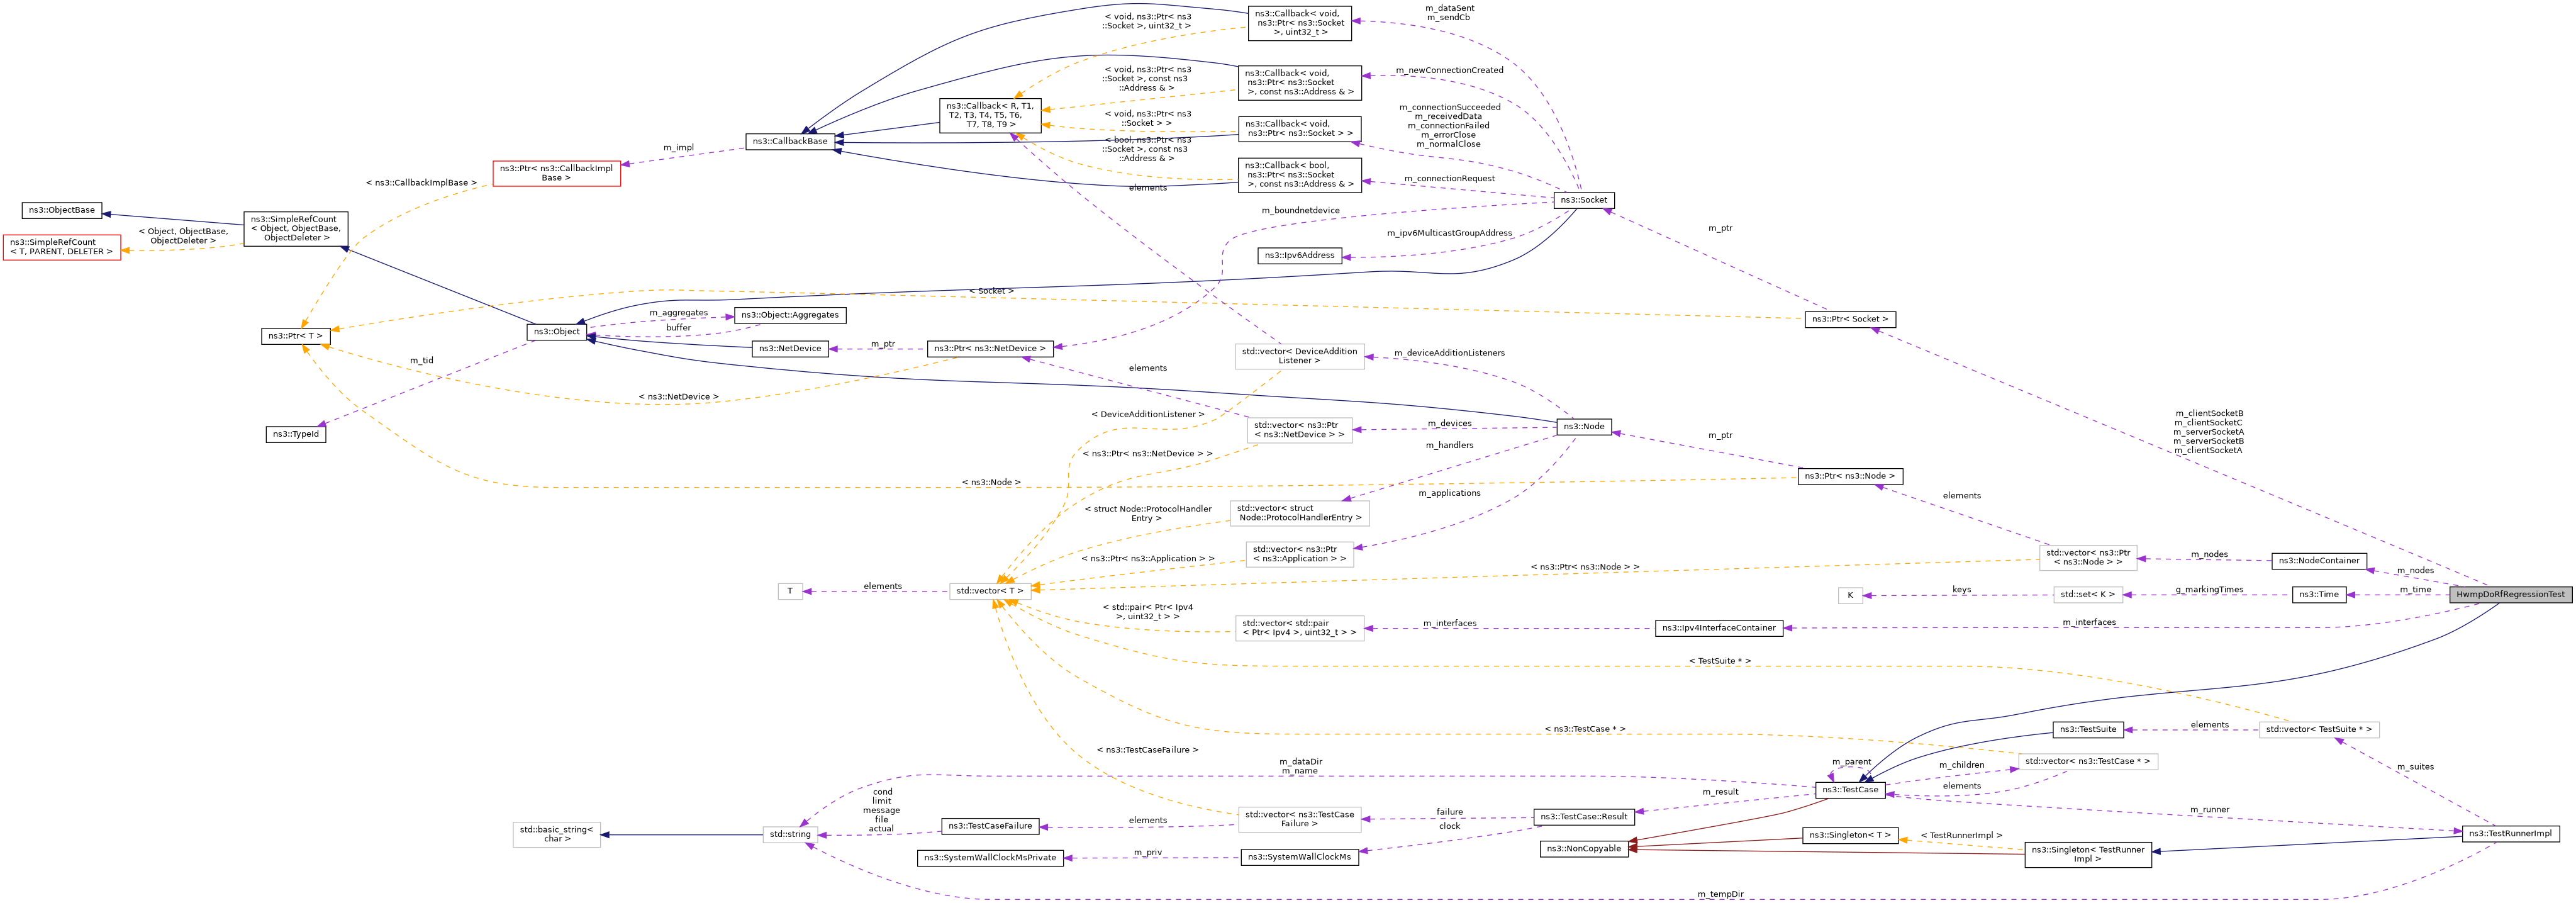 ns3::Callback< void,
ns3::Ptr< ns3::Socket
>, uint32_t >
m_dataSent
m_sendCb
< void, ns3::Ptr< ns3
::Socket >, uint32_t >
ns3::Callback< void,
ns3::Ptr< ns3::Socket
>, const ns3::Address & >
m_newConnectionCreated
< void, ns3::Ptr< ns3
::Socket >, const ns3
::Address & >
ns3::Callback< R, T1,
T2, T3, T4, T5, T6,
T7, T8, T9 >
< void, ns3::Ptr< ns3
::Socket > >
ns3::Callback< void,
ns3::Ptr< ns3::Socket > >
m_connectionSucceeded
m_receivedData
m_connectionFailed
m_errorClose
m_normalClose
ns3::CallbackBase
m_impl
< bool, ns3::Ptr< ns3
::Socket >, const ns3
::Address & >
ns3::Callback< bool,
ns3::Ptr< ns3::Socket
>, const ns3::Address & >
m_connectionRequest
ns3::Ptr< ns3::CallbackImpl
Base >
< ns3::CallbackImplBase >
elements
ns3::Socket
ns3::ObjectBase
ns3::SimpleRefCount
< Object, ObjectBase,
ObjectDeleter >
m_boundnetdevice
< Object, ObjectBase,
ObjectDeleter >
ns3::SimpleRefCount
< T, PARENT, DELETER >
m_ipv6MulticastGroupAddress
m_ptr
ns3::Ipv6Address
< Socket >
m_aggregates
ns3::Object::Aggregates
ns3::Ptr< Socket >
buffer
ns3::Object
ns3::Ptr< T >
m_tid
ns3::NetDevice
m_ptr
ns3::Ptr< ns3::NetDevice >
std::vector< DeviceAddition
Listener >
m_deviceAdditionListeners
elements
< ns3::NetDevice >
< DeviceAdditionListener >
m_clientSocketB
m_clientSocketC
m_serverSocketA
m_serverSocketB
m_clientSocketA
ns3::TypeId
std::vector< ns3::Ptr
< ns3::NetDevice > >
m_devices
ns3::Node
m_ptr
m_handlers
< ns3::Ptr< ns3::NetDevice > >
< ns3::Node >
ns3::Ptr< ns3::Node >
m_applications
elements
< struct Node::ProtocolHandler
Entry >
std::vector< struct
Node::ProtocolHandlerEntry >
< ns3::Ptr< ns3::Application > >
std::vector< ns3::Ptr
< ns3::Application > >
std::vector< ns3::Ptr
< ns3::Node > >
m_nodes
ns3::NodeContainer
m_nodes
< ns3::Ptr< ns3::Node > >
T
elements
std::vector< T >
K
keys
std::set< K >
g_markingTimes
ns3::Time
m_time
HwmpDoRfRegressionTest
< std::pair< Ptr< Ipv4
>, uint32_t > >
std::vector< std::pair
< Ptr< Ipv4 >, uint32_t > >
m_interfaces
ns3::Ipv4InterfaceContainer
m_interfaces
< TestSuite * >
< ns3::TestCase * >
ns3::TestSuite
elements
std::vector< TestSuite * >
< ns3::TestCaseFailure >
m_dataDir
m_name
m_parent
m_children
std::vector< ns3::TestCase * >
m_suites
elements
ns3::TestCase
cond
limit
message
file
actual
m_result
m_runner
std::basic_string<
char >
std::string
ns3::TestCaseFailure
elements
std::vector< ns3::TestCase
Failure >
failure
ns3::TestCase::Result
clock
ns3::Singleton< T >
< TestRunnerImpl >
ns3::TestRunnerImpl
ns3::NonCopyable
ns3::Singleton< TestRunner
Impl >
ns3::SystemWallClockMsPrivate
m_priv
ns3::SystemWallClockMs
m_tempDir